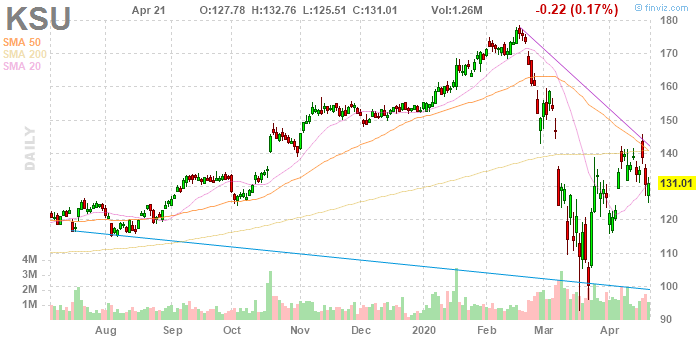 KSU Apr 21 O:127.78 H:132.76 L:125.51 C:131.01 Vol:1.26M -0.22 (0.17%) © finviz.com
SMA 50
SMA 200
SMA 20
DAILY
180
170
160
150
140
131.01
120
110
100
90
4M
3M
2M
1M
Aug Sep Oct Nov Dec 2020 Feb Mar Apr